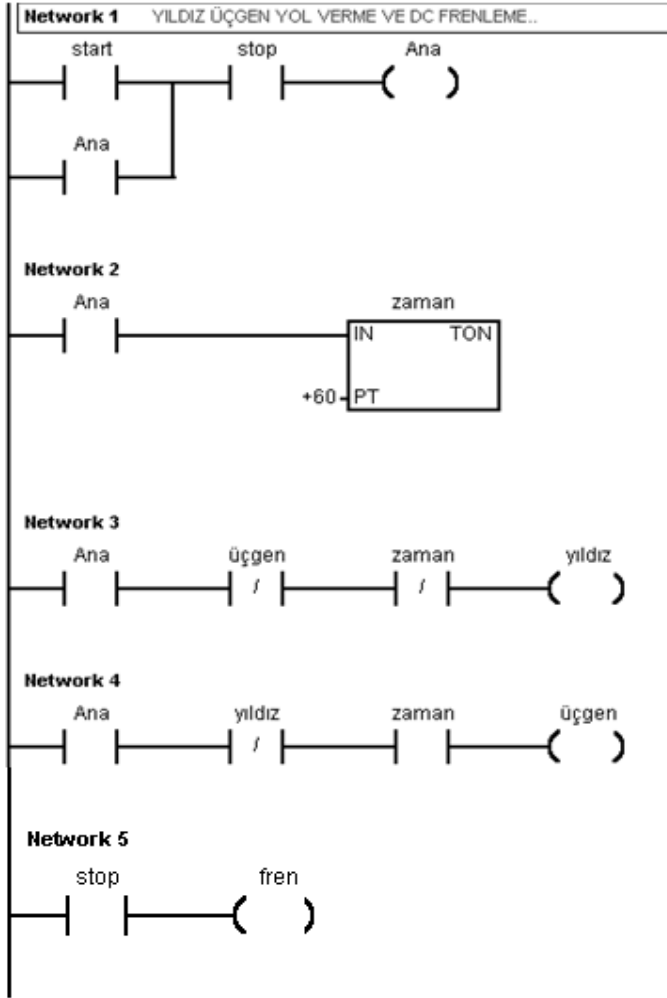 Network 1 YILDIZ ÜÇGEN YOL VERME VE DC FRENLEME..
start stop Ana
Ana
Network 2
Ana zaman
IN TON
+60 PT
Network 3
Ana üçgen zaman yıldız
Network 4
Ana yıldız zaman üçgen
Network 5
stop fren